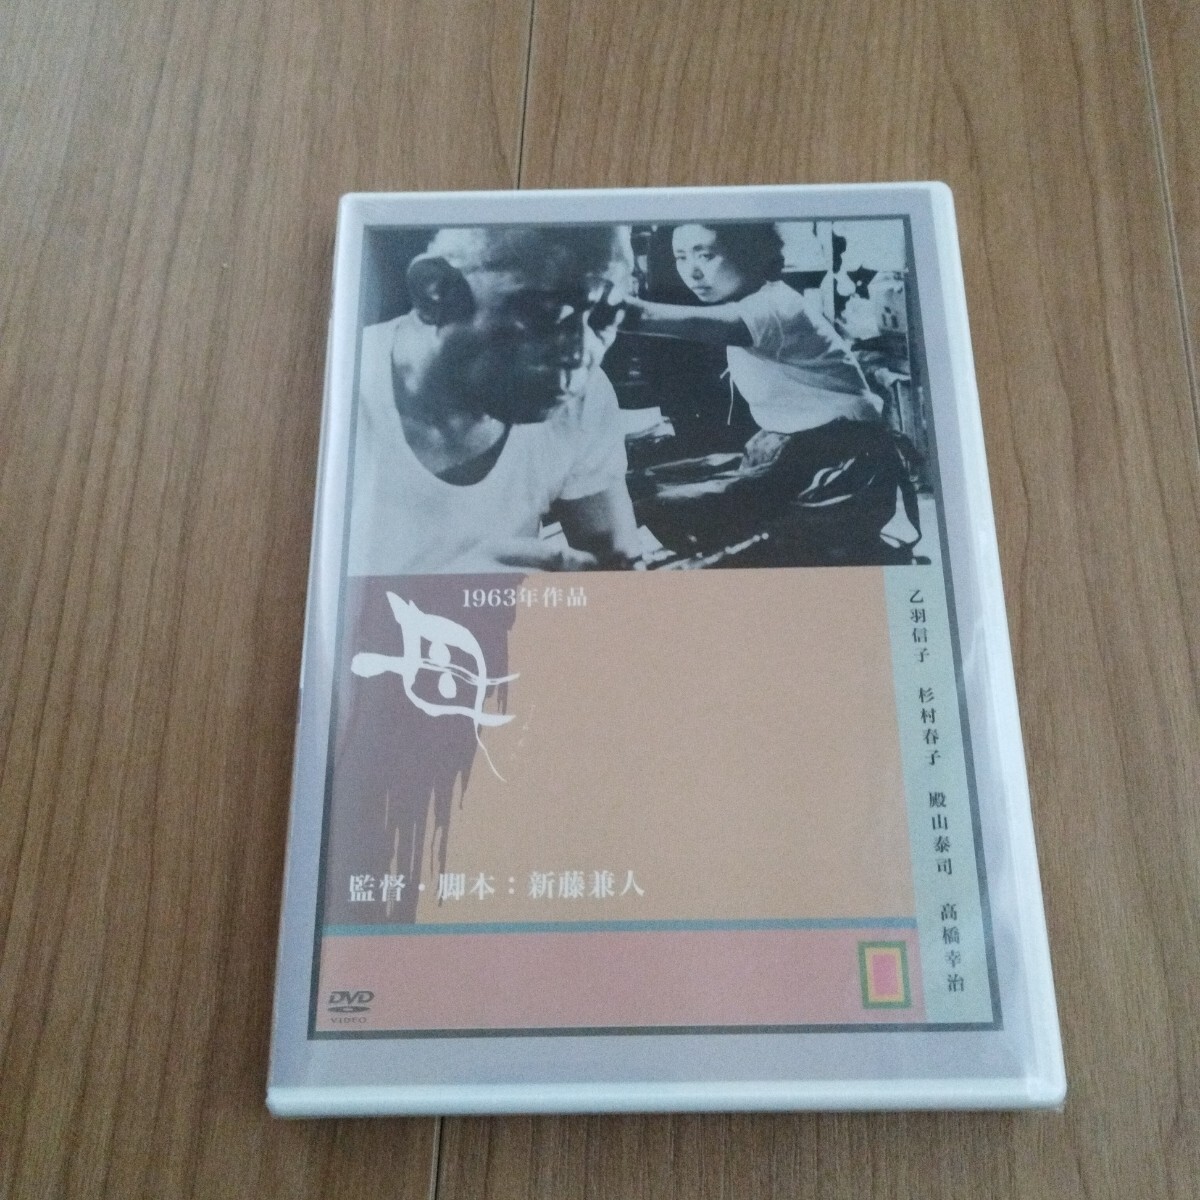 1963年作品
母
乙羽信子 杉村春子 殿山泰司 高橋幸治
監督・脚本：新藤兼人
DVD
VIDEO